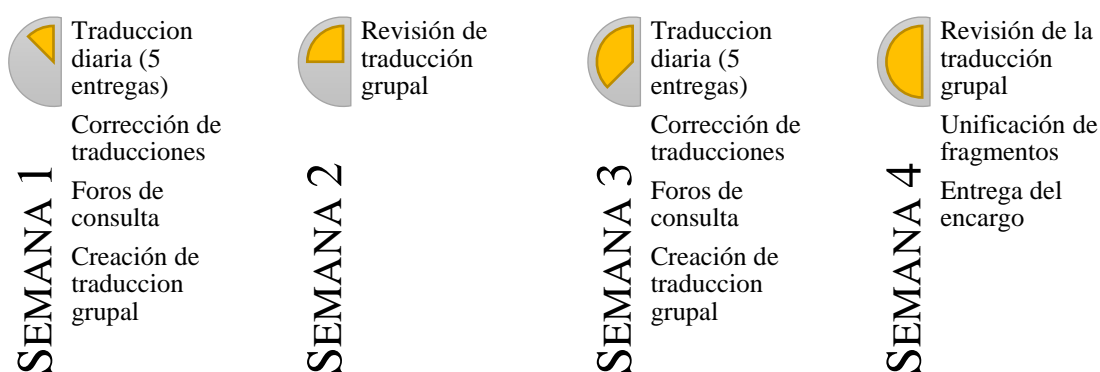 SEMANA 1
Traduccion
diaria (5
entregas)
Corrección de
traducciones
Foros de
consulta
Creación de
traduccion
grupal
SEMANA 2
Revisión de
traducción
grupal
SEMANA 3
Traduccion
diaria (5
entregas)
Corrección de
traducciones
Foros de
consulta
Creación de
traduccion
grupal
SEMANA 4
Revisión de la
traducción
grupal
Unificación de
fragmentos
Entrega del
encargo